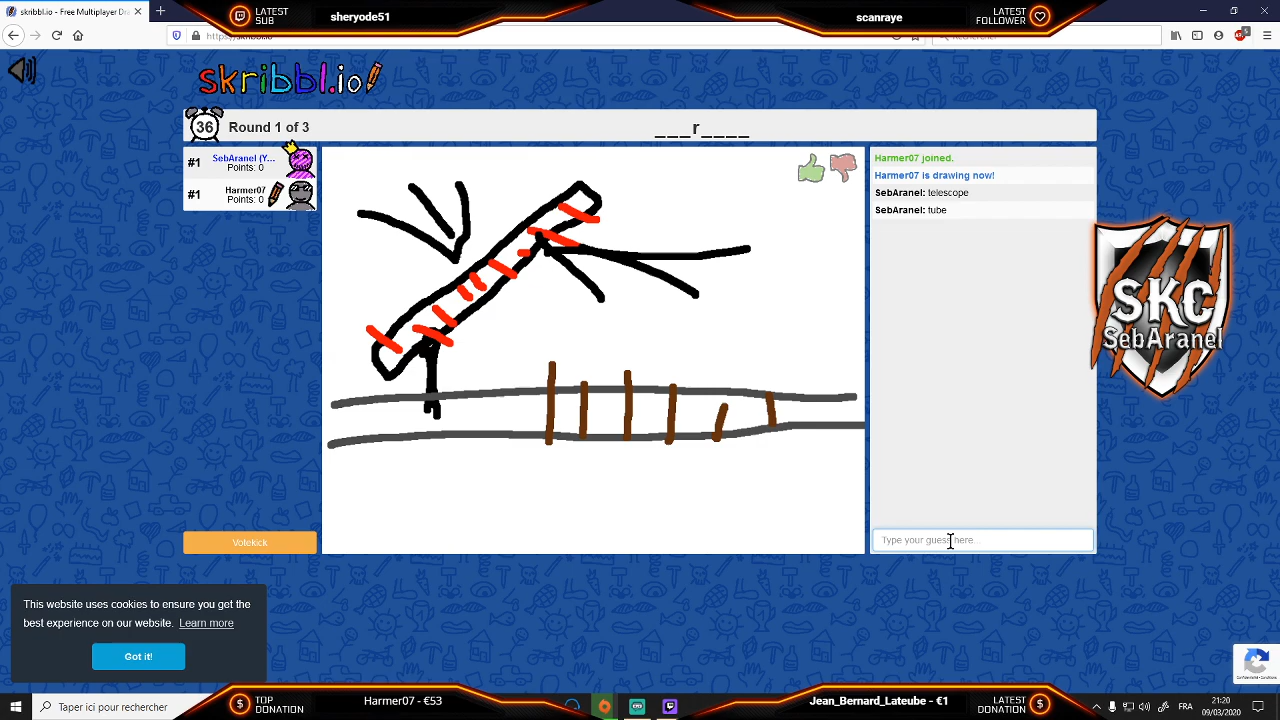 LATEST SUB
sheryode51
scanraye
LATEST FOLLOWER
skribbl.io - Free Multiplayer Dra
skribbl.io
36
Round 1 of 3
___r____
#1
SebAranel (Y...
Points: 0
#1
Harmer07
Points: 0
Harmer07 joined.
Harmer07 is drawing now!
SebAranel: telescope
SebAranel: tube
SKC
SebAranel
Votekick
Type your guess here...
This website uses cookies to ensure you get the
best experience on our website. Learn more
Got it!
TOP DONATION
Harmer07 - €53
Jean_Bernard_Lateube - €1
LATEST DONATION
Taper ici pour rechercher
FRA
21:20
09/03/2020